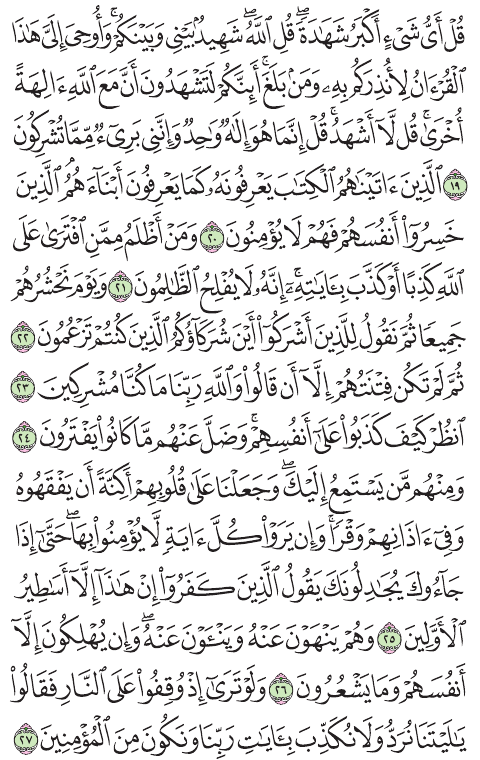 قُلۡ أَيُّ شَيۡءٍ أَكۡبَرُ شَهَٰدَةٗۖ قُلِ ٱللَّهُۖ شَهِيدُۢ بَيۡنِي وَبَيۡنَكُمۡۚ وَأُوحِيَ إِلَيَّ هَٰذَا
ٱلۡقُرۡءَانُ لِأُنذِرَكُم بِهِۦ وَمَنۢ بَلَغَۚ أَئِنَّكُمۡ لَتَشۡهَدُونَ أَنَّ مَعَ ٱللَّهِ ءَالِهَةً
أُخۡرَىٰۚ قُل لَّآ أَشۡهَدُۚ قُلۡ إِنَّمَا هُوَ إِلَٰهٞ وَٰحِدٞ وَإِنَّنِي بَرِيٓءٞ مِّمَّا تُشۡرِكُونَ
١٩ ٱلَّذِينَ ءَاتَيۡنَٰهُمُ ٱلۡكِتَٰبَ يَعۡرِفُونَهُۥ كَمَا يَعۡرِفُونَ أَبۡنَآءَهُمُۘ ٱلَّذِينَ
خَسِرُوٓاْ أَنفُسَهُمۡ فَهُمۡ لَا يُؤۡمِنُونَ ٢٠ وَمَنۡ أَظۡلَمُ مِمَّنِ ٱفۡتَرَىٰ عَلَى
ٱللَّهِ كَذِبًا أَوۡ كَذَّبَ بِـَٔايَٰتِهِۦٓۚ إِنَّهُۥ لَا يُفۡلِحُ ٱلظَّٰلِمُونَ ٢١ وَيَوۡمَ نَحۡشُرُهُمۡ
جَمِيعٗا ثُمَّ نَقُولُ لِلَّذِينَ أَشۡرَكُوٓاْ أَيۡنَ شُرَكَآؤُكُمُ ٱلَّذِينَ كُنتُمۡ تَزۡعُمُونَ ٢٢
ثُمَّ لَمۡ تَكُن فِتۡنَتُهُمۡ إِلَّآ أَن قَالُواْ وَٱللَّهِ رَبِّنَا مَا كُنَّا مُشۡرِكِينَ ٢٣
ٱنظُرۡ كَيۡفَ كَذَبُواْ عَلَىٰٓ أَنفُسِهِمۡۚ وَضَلَّ عَنۡهُم مَّا كَانُواْ يَفۡتَرُونَ ٢٤
وَمِنۡهُم مَّن يَسۡتَمِعُ إِلَيۡكَۖ وَجَعَلۡنَا عَلَىٰ قُلُوبِهِمۡ أَكِنَّةً أَن يَفۡقَهُوهُ
وَفِيٓ ءَاذَانِهِمۡ وَقۡرٗاۚ وَإِن يَرَوۡاْ كُلَّ ءَايَةٖ لَّا يُؤۡمِنُواْ بِهَاۖ حَتَّىٰٓ إِذَا
جَآءُوكَ يُجَٰدِلُونَكَ يَقُولُ ٱلَّذِينَ كَفَرُوٓاْ إِنۡ هَٰذَآ إِلَّآ أَسَٰطِيرُ
ٱلۡأَوَّلِينَ ٢٥ وَهُمۡ يَنۡهَوۡنَ عَنۡهُ وَيَنۡـَٔوۡنَ عَنۡهُۖ وَإِن يُهۡلِكُونَ إِلَّآ
أَنفُسَهُمۡ وَمَا يَشۡعُرُونَ ٢٦ وَلَوۡ تَرَىٰٓ إِذۡ وُقِفُواْ عَلَى ٱلنَّارِ فَقَالُواْ
يَٰلَيۡتَنَا نُرَدُّ وَلَا نُكَذِّبَ بِـَٔايَٰتِ رَبِّنَا وَنَكُونَ مِنَ ٱلۡمُؤۡمِنِينَ ٢٧